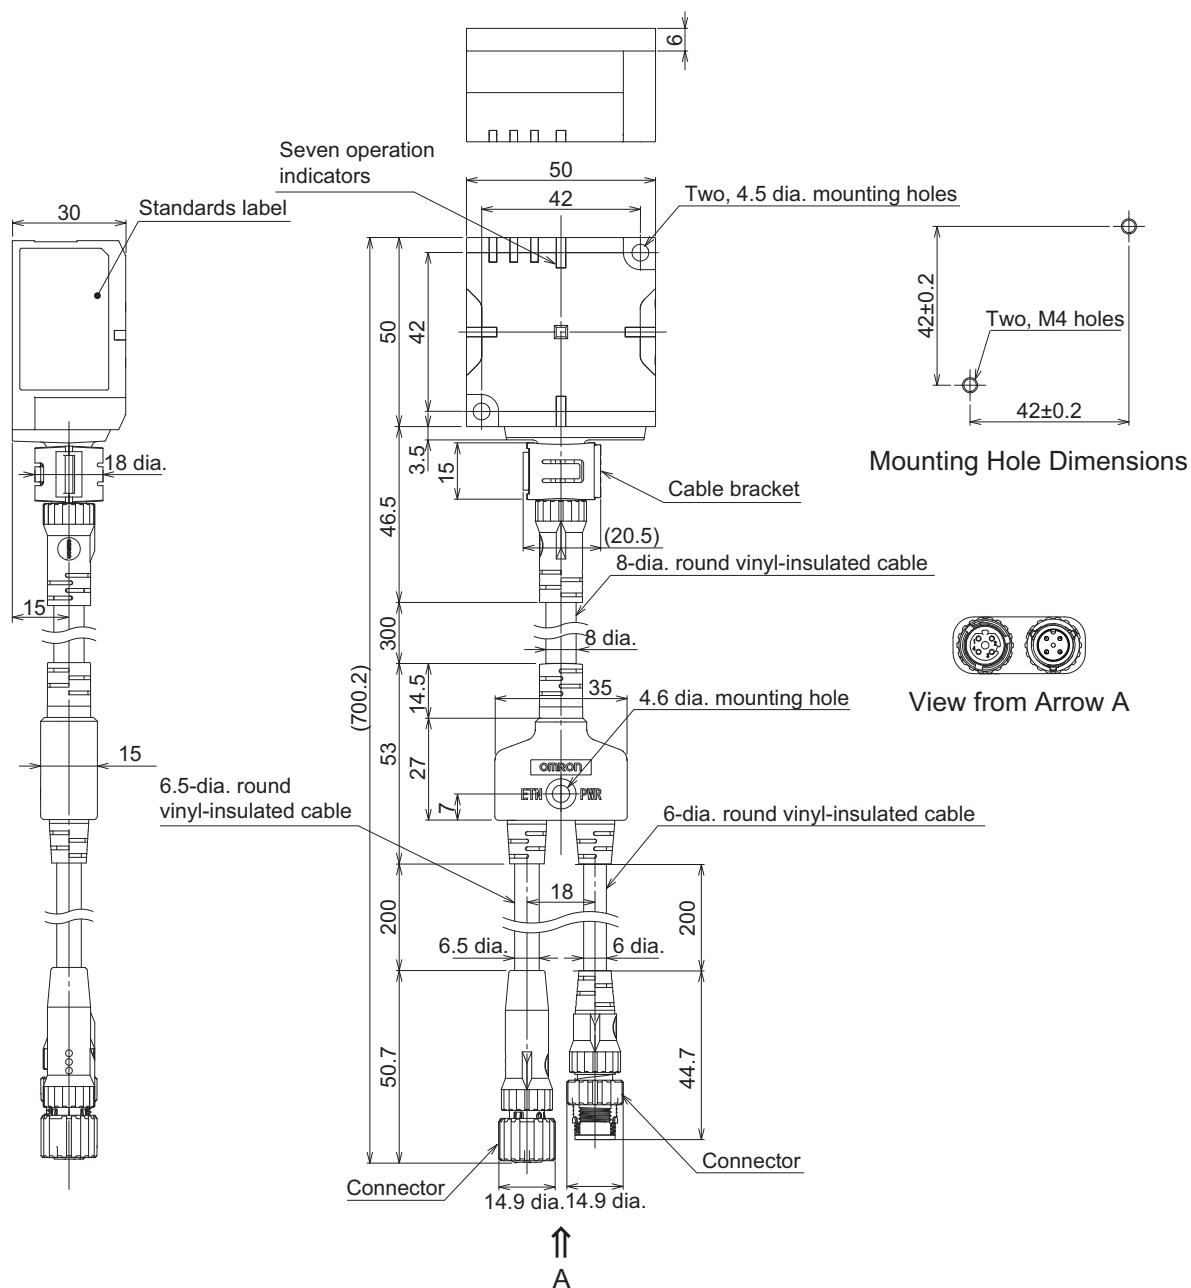 6
Seven operation
indicators
50
42
Two, 4.5 dia. mounting holes
30
Standards label
50
42
42±0.2
Two, M4 holes
42±0.2
Mounting Hole Dimensions
18 dia.
3.5
15
46.5
Cable bracket
(20.5)
8-dia. round vinyl-insulated cable
15
300
8 dia.
View from Arrow A
(700.2)
14.5
35
4.6 dia. mounting hole
53
27
15
OMRON
ETN
PWR
7
6.5-dia. round
vinyl-insulated cable
6-dia. round vinyl-insulated cable
18
200
200
6.5 dia.
6 dia.
50.7
44.7
Connector
Connector
14.9 dia.
14.9 dia.
A